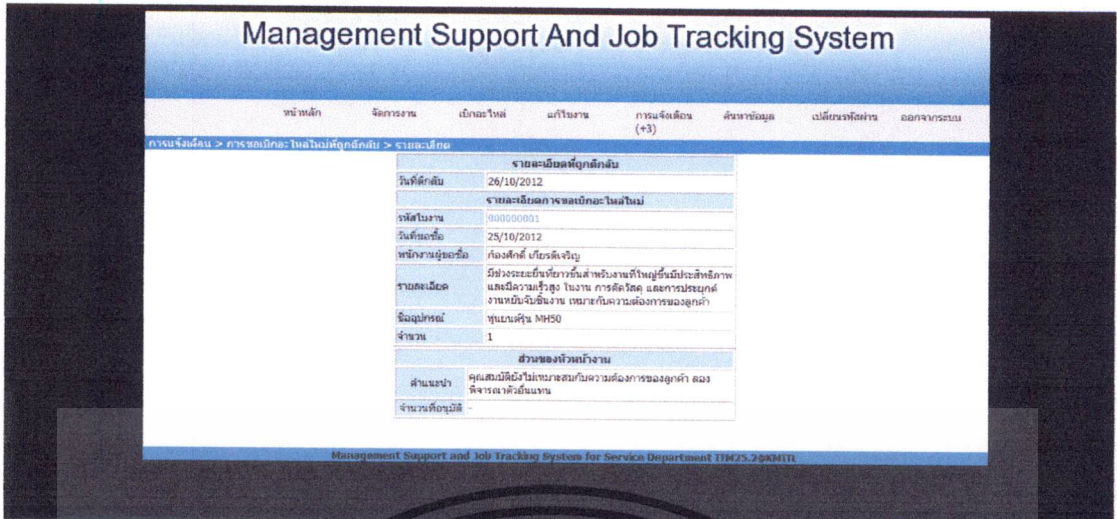 Management Support And Job Tracking System
หน้าหลัก จัดการงาน เบิกอะไหล่ แก้ไขงาน การแจ้งเตือน ค้นหาข้อมูล เปลี่ยนรหัสผ่าน ออกจากระบบ
(+3)
การแจ้งเตือน > การขอเบิกอะไหล่ใหม่ที่ถูกตีกลับ > รายละเอียด
รายละเอียดที่ถูกตีกลับ
วันที่ตีกลับ 26/10/2012
รายละเอียดการขอเบิกอะไหล่ใหม่
รหัสใบงาน 000000001
วันที่ขอซื้อ 25/10/2012
พนักงานผู้ขอซื้อ ก้องศักดิ์ เกียรติเจริญ
มีช่วงระยะยื่นที่ยาวขึ้นสำหรับงานที่ใหญ่ขึ้นมีประสิทธิภาพ
รายละเอียด และมีความเร็วสูง ในงาน การตัดวัสดุ และการประยุกต์
งานหยิบจับชิ้นงาน เหมาะกับความต้องการของลูกค้า
ชื่ออุปกรณ์ หุ่นยนต์รุ่น MH50
จำนวน 1
ส่วนของหัวหน้างาน
คำแนะนำ คุณสมบัติยังไม่เหมาะสมกับความต้องการของลูกค้า ลอง
พิจารณาตัวอื่นแทน
จำนวนที่อนุมัติ -
Management Support and Job Tracking System for Service Department ITM25.2@KMITL